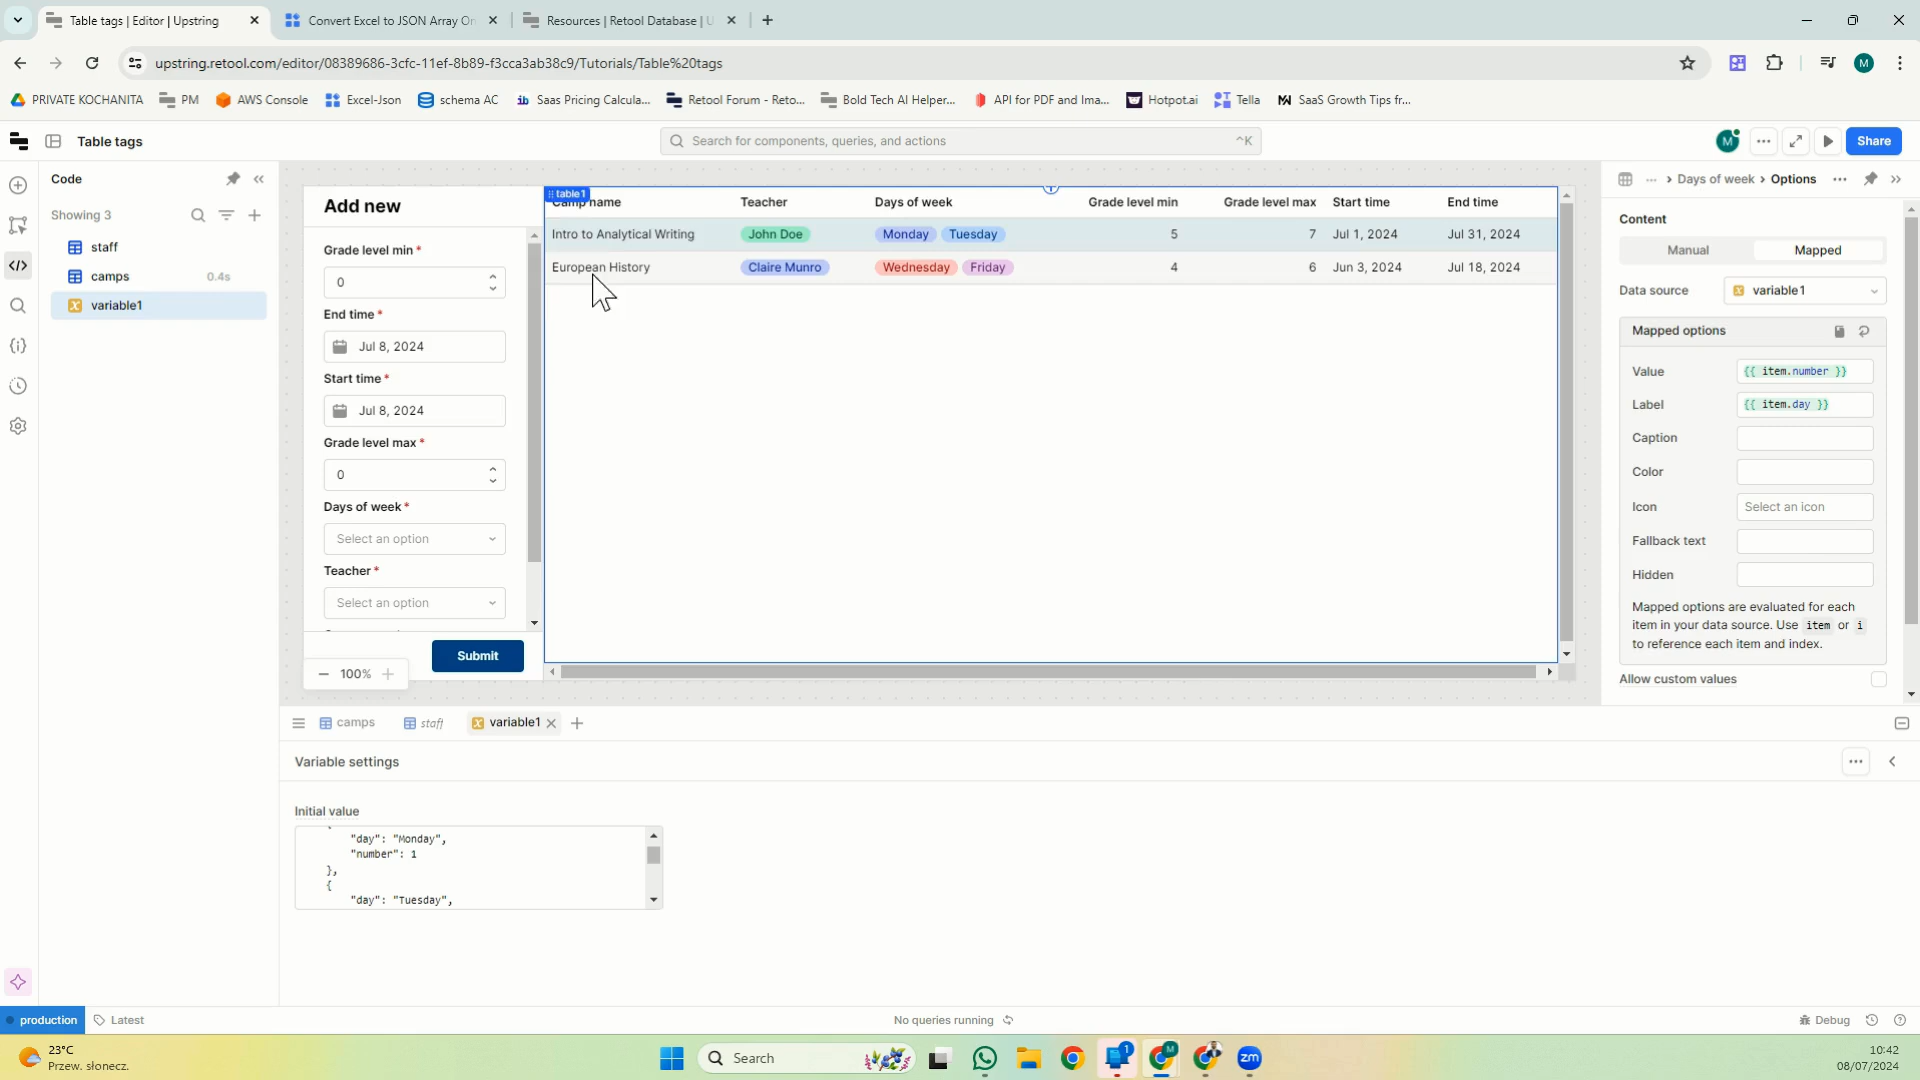 Table tags | Editor | Upstring
Convert Excel to JSON Array On
Resources | Retool Database | U
upstring.retool.com/editor/08389686-3cfc-11ef-8b89-f3cca3ab38c9/Tutorials/Table%20tags
M
PRIVATE KOCHANITA
PM
AWS Console
Excel-Json
schema AC
Saas Pricing Calcula...
Retool Forum - Reto...
Bold Tech AI Helper...
API for PDF and Ima...
Hotpot.ai
Tella
SaaS Growth Tips fr...
Table tags
Search for components, queries, and actions
^K
M
Share
Code
Showing 3
staff
camps 0.4s
variable1
Add new
Grade level min *
0
End time *
Jul 8, 2024
Start time *
Jul 8, 2024
Grade level max *
0
Days of week *
Select an option
Teacher *
Select an option
Submit
100%
table1
Camp name Teacher Days of week Grade level min Grade level max Start time End time
Intro to Analytical Writing John Doe Monday Tuesday 5 7 Jul 1, 2024 Jul 31, 2024
European History Claire Munro Wednesday Friday 4 6 Jun 3, 2024 Jul 18, 2024
... > Days of week > Options
Content
Manual Mapped
Data source variable1
Mapped options
Value {{ item.number }}
Label {{ item.day }}
Caption
Color
Icon Select an icon
Fallback text
Hidden
Mapped options are evaluated for each
item in your data source. Use item or i
to reference each item and index.
Allow custom values
camps staff variable1
Variable settings
Initial value
"day": "Monday",
"number": 1
},
{
"day": "Tuesday",
production Latest
No queries running
Debug
23°C
Przew. słonecz.
Search
1
M
zm
10:42
08/07/2024